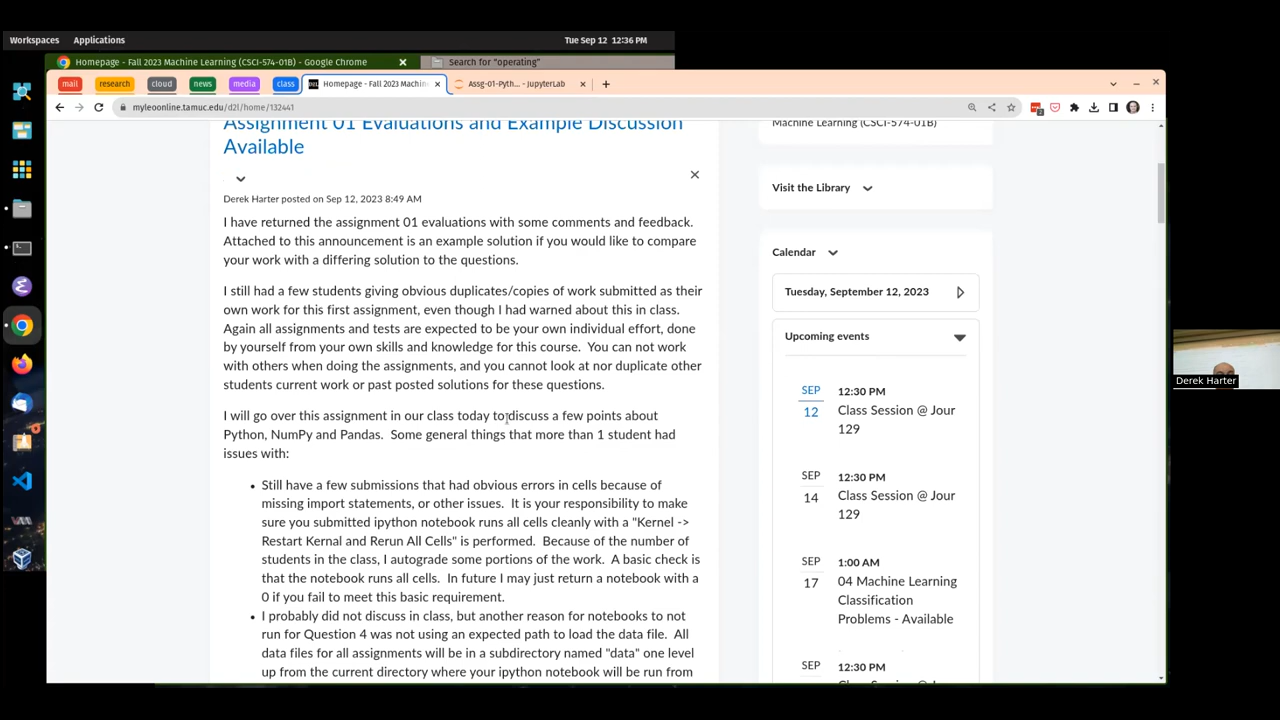 Workspaces Applications Tue Sep 12 12:36 PM
Homepage - Fall 2023 Machine Learning (CSCI-574-01B) - Google Chrome
Search for "operating"
mail research cloud news media class Homepage - Fall 2023 Machin Assg-01-Pyth... - JupyterLab
myleoonline.tamuc.edu/d2l/home/132441
Assignment 01 Evaluations and Example Discussion
Available
Derek Harter posted on Sep 12, 2023 8:49 AM
I have returned the assignment 01 evaluations with some comments and feedback.
Attached to this announcement is an example solution if you would like to compare
your work with a differing solution to the questions.
I still had a few students giving obvious duplicates/copies of work submitted as their
own work for this first assignment, even though I had warned about this in class.
Again all assignments and tests are expected to be your own individual effort, done
by yourself from your own skills and knowledge for this course. You can not work
with others when doing the assignments, and you cannot look at nor duplicate other
students current work or past posted solutions for these questions.
I will go over this assignment in our class today to discuss a few points about
Python, NumPy and Pandas. Some general things that more than 1 student had
issues with:
• Still have a few submissions that had obvious errors in cells because of
missing import statements, or other issues. It is your responsibility to make
sure you submitted ipython notebook runs all cells cleanly with a "Kernel ->
Restart Kernal and Rerun All Cells" is performed. Because of the number of
students in the class, I autograde some portions of the work. A basic check is
that the notebook runs all cells. In future I may just return a notebook with a
0 if you fail to meet this basic requirement.
• I probably did not discuss in class, but another reason for notebooks to not
run for Question 4 was not using an expected path to load the data file. All
data files for all assignments will be in a subdirectory named "data" one level
up from the current directory where your ipython notebook will be run from
Machine Learning (CSCI-574-01B)
Visit the Library
Calendar
Tuesday, September 12, 2023
Upcoming events
SEP 12
12:30 PM
Class Session @ Jour
129
SEP 14
12:30 PM
Class Session @ Jour
129
SEP 17
1:00 AM
04 Machine Learning
Classification
Problems - Available
SEP
12:30 PM
Derek Harter